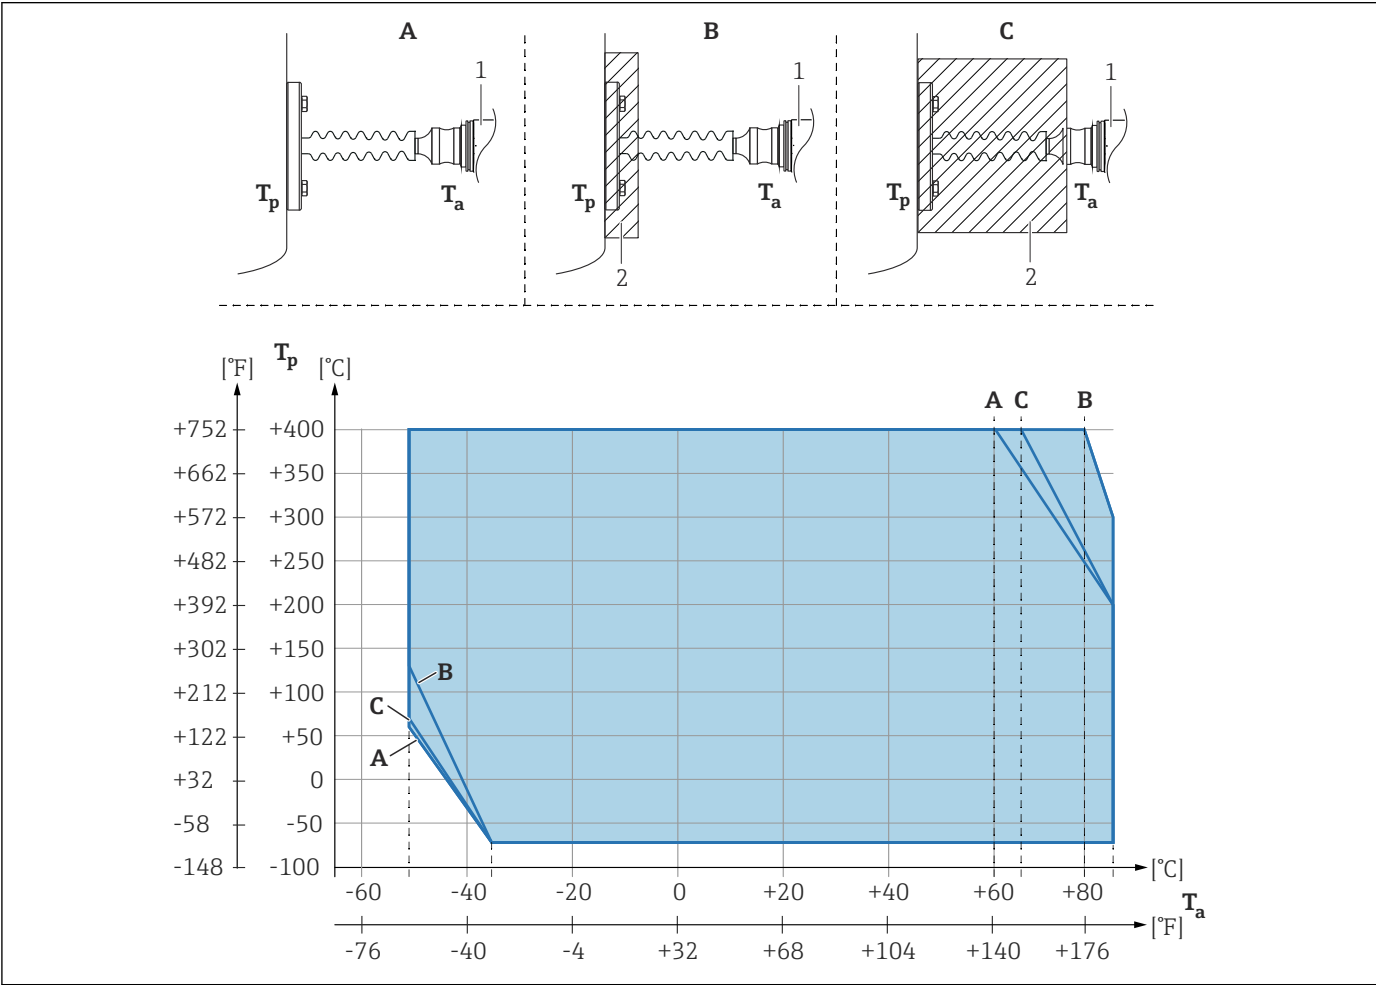 A B C
1 1 1
Tp Ta Tp Ta Tp Ta
2 2
Tp
[°F] [°C]
A C B
+752 +400
+662 +350
+572 +300
+482 +250
+392 +200
+302 +150
B
+212 +100
C
+122 +50
A
+32 0
-58 -50
-148 -100
[°C]
-60 -40 -20 0 +20 +40 +60 +80
Ta
[°F]
-76 -40 -4 +32 +68 +104 +140 +176